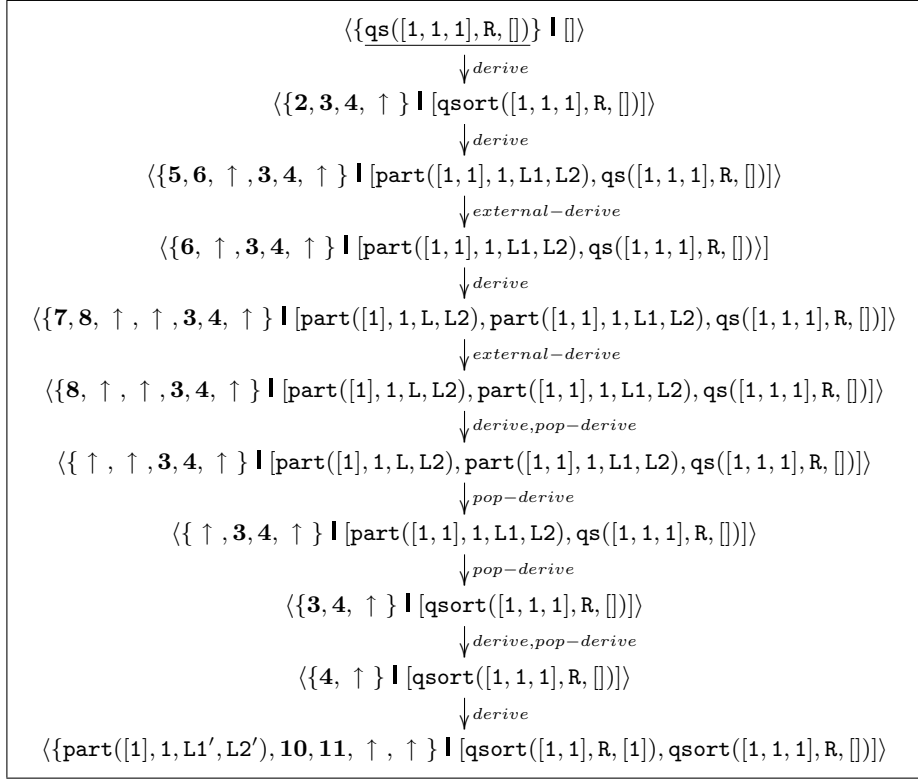 ⟨{qs([1,1,1],R,[])} ❙ []⟩
↓ derive
⟨{2,3,4, ↑ } ❙ [qsort([1,1,1],R,[])]⟩
↓ derive
⟨{5,6, ↑ ,3,4, ↑ } ❙ [part([1,1],1,L1,L2),qs([1,1,1],R,[])]⟩
↓ external−derive
⟨{6, ↑ ,3,4, ↑ } ❙ [part([1,1],1,L1,L2),qs([1,1,1],R,[])⟩]
↓ derive
⟨{7,8, ↑ , ↑ ,3,4, ↑ } ❙ [part([1],1,L,L2),part([1,1],1,L1,L2),qs([1,1,1],R,[])]⟩
↓ external−derive
⟨{8, ↑ , ↑ ,3,4, ↑ } ❙ [part([1],1,L,L2),part([1,1],1,L1,L2),qs([1,1,1],R,[])]⟩
↓ derive,pop−derive
⟨{ ↑ , ↑ ,3,4, ↑ } ❙ [part([1],1,L,L2),part([1,1],1,L1,L2),qs([1,1,1],R,[])]⟩
↓ pop−derive
⟨{ ↑ ,3,4, ↑ } ❙ [part([1,1],1,L1,L2),qs([1,1,1],R,[])]⟩
↓ pop−derive
⟨{3,4, ↑ } ❙ [qsort([1,1,1],R,[])]⟩
↓ derive,pop−derive
⟨{4, ↑ } ❙ [qsort([1,1,1],R,[])]⟩
↓ derive
⟨{part([1],1,L1′,L2′),10,11, ↑ , ↑ } ❙ [qsort([1,1],R,[1]),qsort([1,1,1],R,[])]⟩